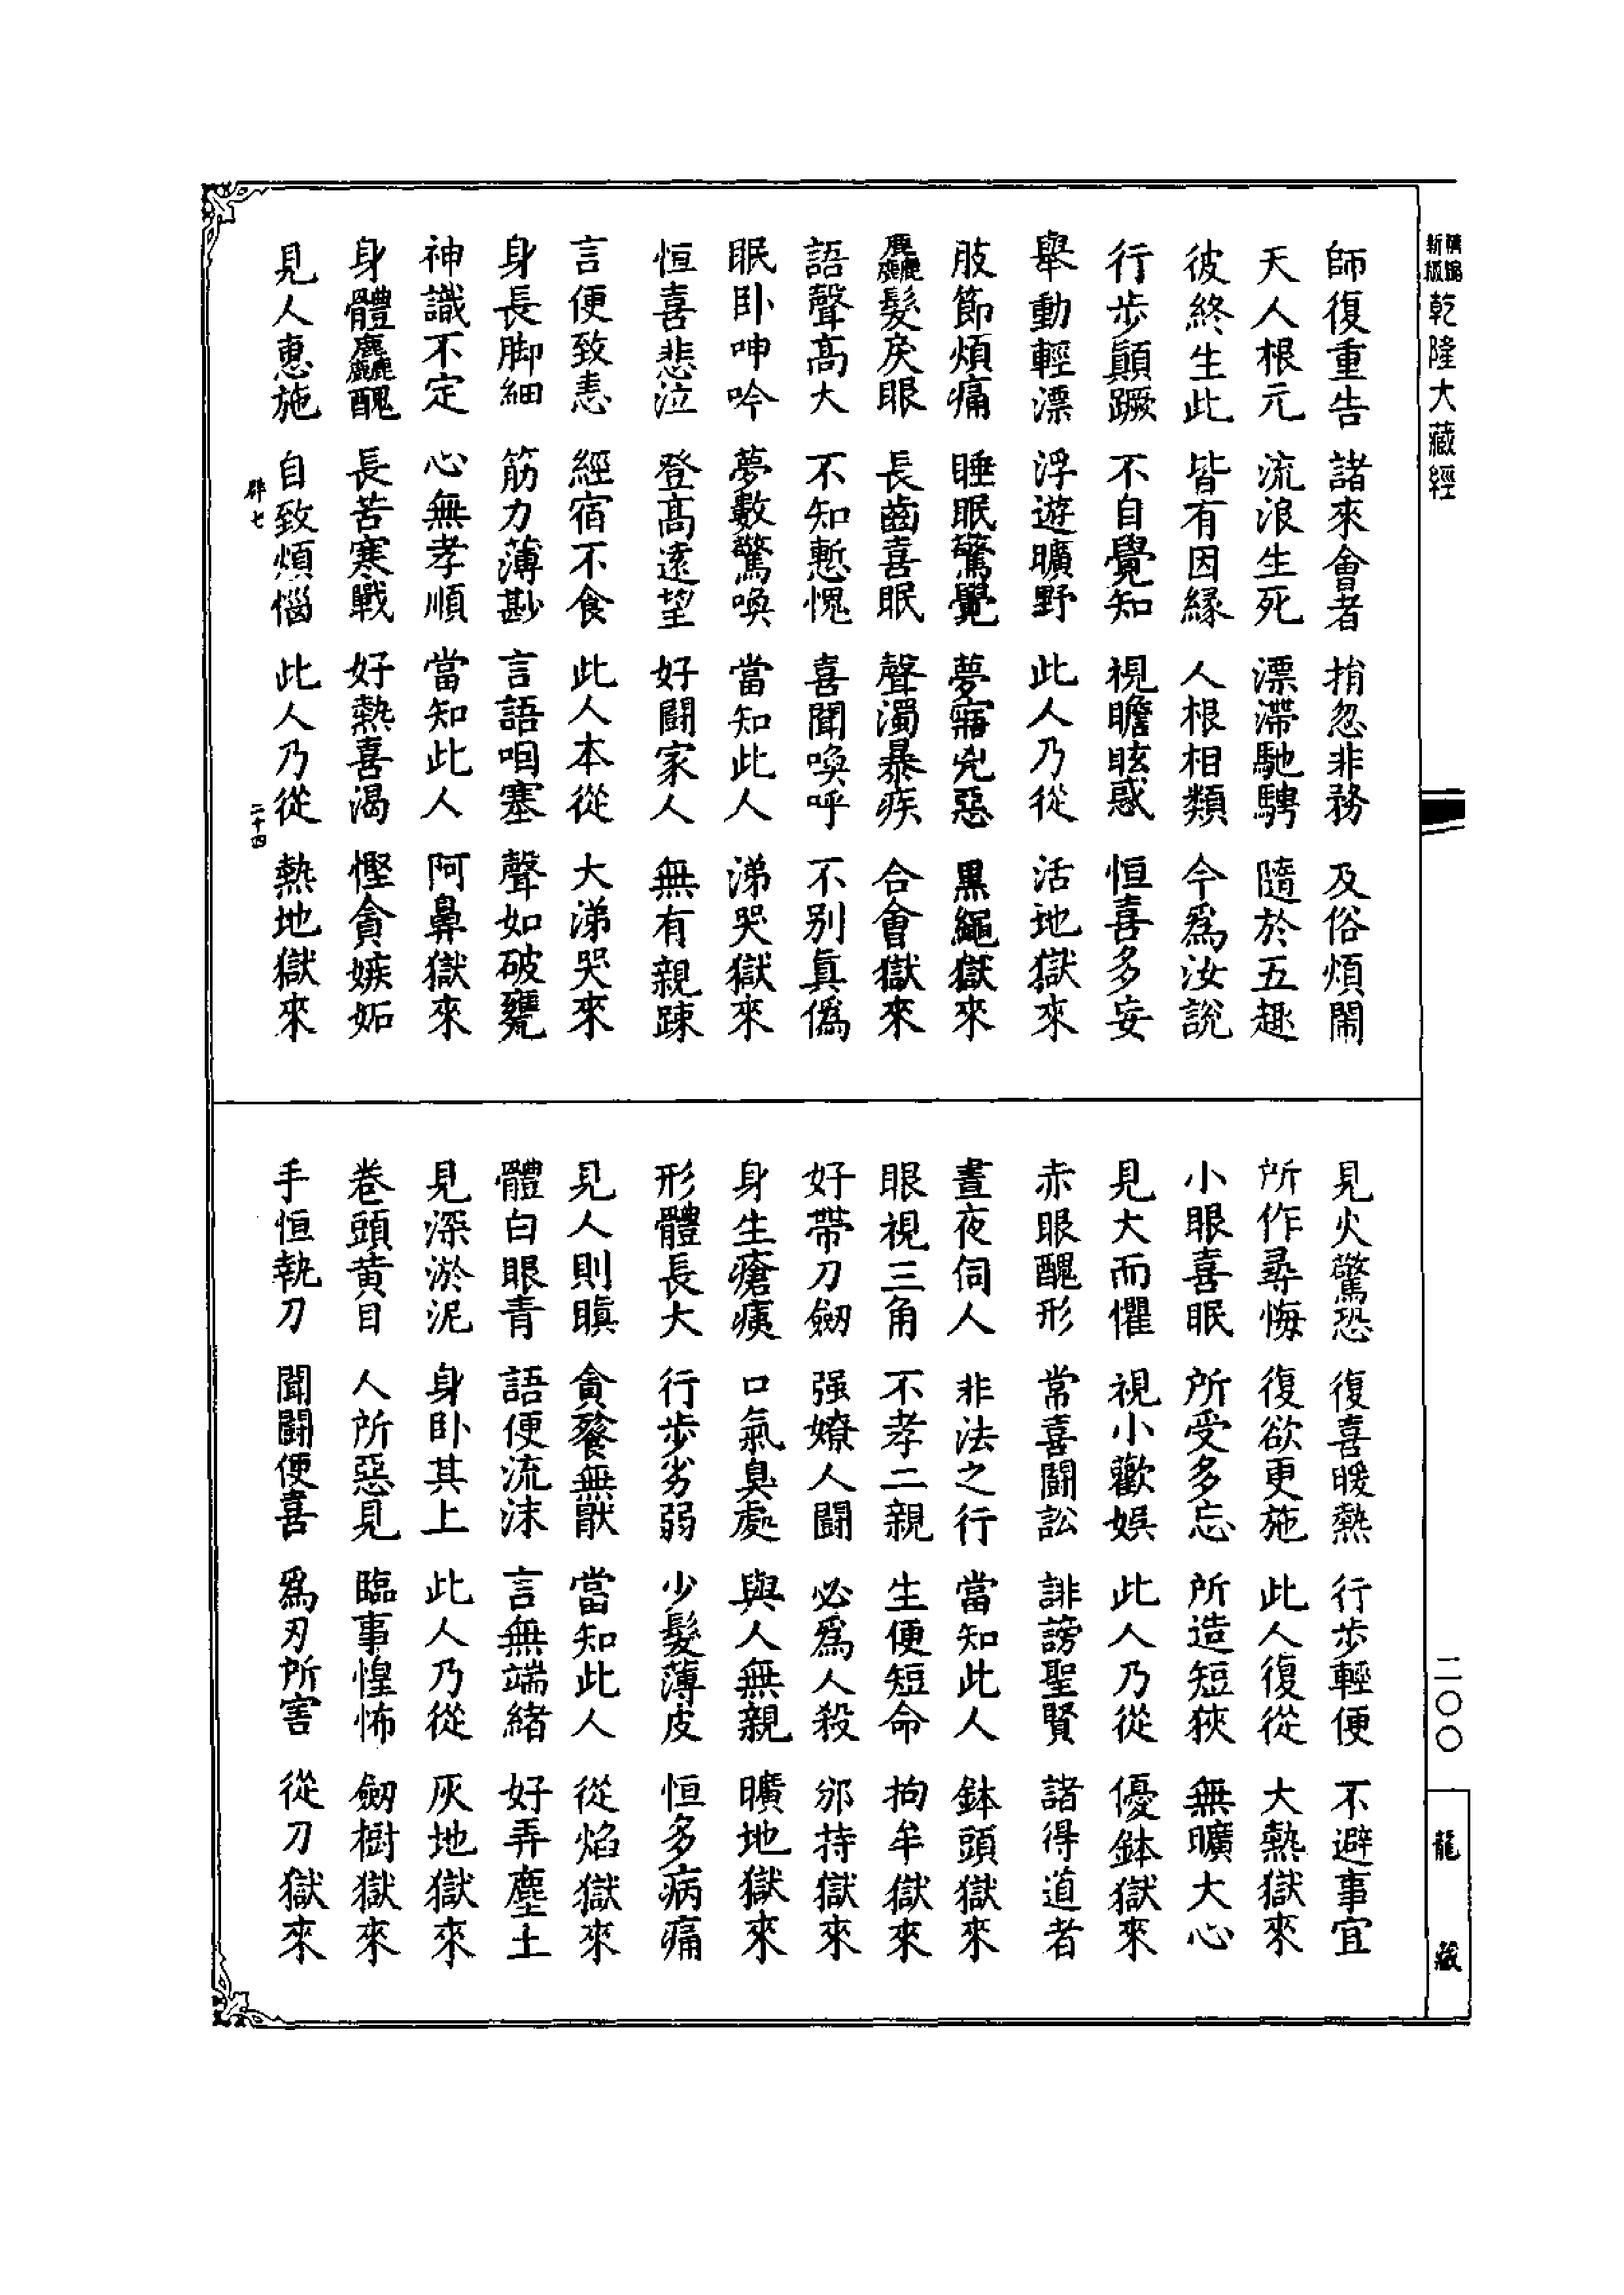 新編縮版乾隆大藏經
師復重告 諸來會者 捐忽非務 及俗煩鬧
天人根元 流浪生死 漂滯馳騁 隨於五趣
彼終生此 皆有因緣 人根相類 今爲汝說
行步顛蹶 不自覺知 視瞻眩惑 恒喜多妄
舉動輕漂 浮遊曠野 此人乃從 活地獄來
肢節煩痛 睡眠驚覺 夢寤兇惡 黑繩獄來
麤髮戾眼 長齒喜眠 聲濁暴疾 合會獄來
語聲高大 不知慙愧 喜聞喚呼 不別真僞
眠卧呻吟 夢數驚喚 當知此人 涕哭獄來
恒喜悲泣 登高遠望 好鬪家人 無有親踈
言便致恚 經宿不食 此人本從 大涕哭來
身長脚細 筋力薄尠 言語咽塞 聲如破甕
神識不定 心無孝順 當知此人 阿鼻獄來
身體麤醜 長苦寒戰 好熱喜渴 慳貪嫉妬
見人惠施 自致煩惱 此人乃從 熱地獄來
辟七 二十四
見火驚恐 復喜暖熱 行步輕便 不避事宜
所作尋悔 復欲更施 此人復從 大熱獄來
小眼喜眠 所受多忘 所造短狹 無曠大心
見大而懼 視小歡娛 此人乃從 優鉢獄來
赤眼醜形 常喜鬪訟 誹謗聖賢 諸得道者
晝夜伺人 非法之行 當知此人 鉢頭獄來
眼視三角 不孝二親 生便短命 拘牟獄來
好帶刀劒 强嫽人鬪 必爲人殺 邠持獄來
身生瘡痍 口氣臭處 與人無親 曠地獄來
形體長大 行步劣弱 少髮薄皮 恒多病痛
見人則瞋 貪餮無猒 當知此人 從焰獄來
體白眼青 語便流沫 言無端緒 好弄塵土
見深淤泥 身卧其上 此人乃從 灰地獄來
卷頭黄目 人所惡見 臨事惶怖 劒樹獄來
手恒執刀 聞鬪便喜 爲刃所害 從刀獄來
二〇〇
龍藏